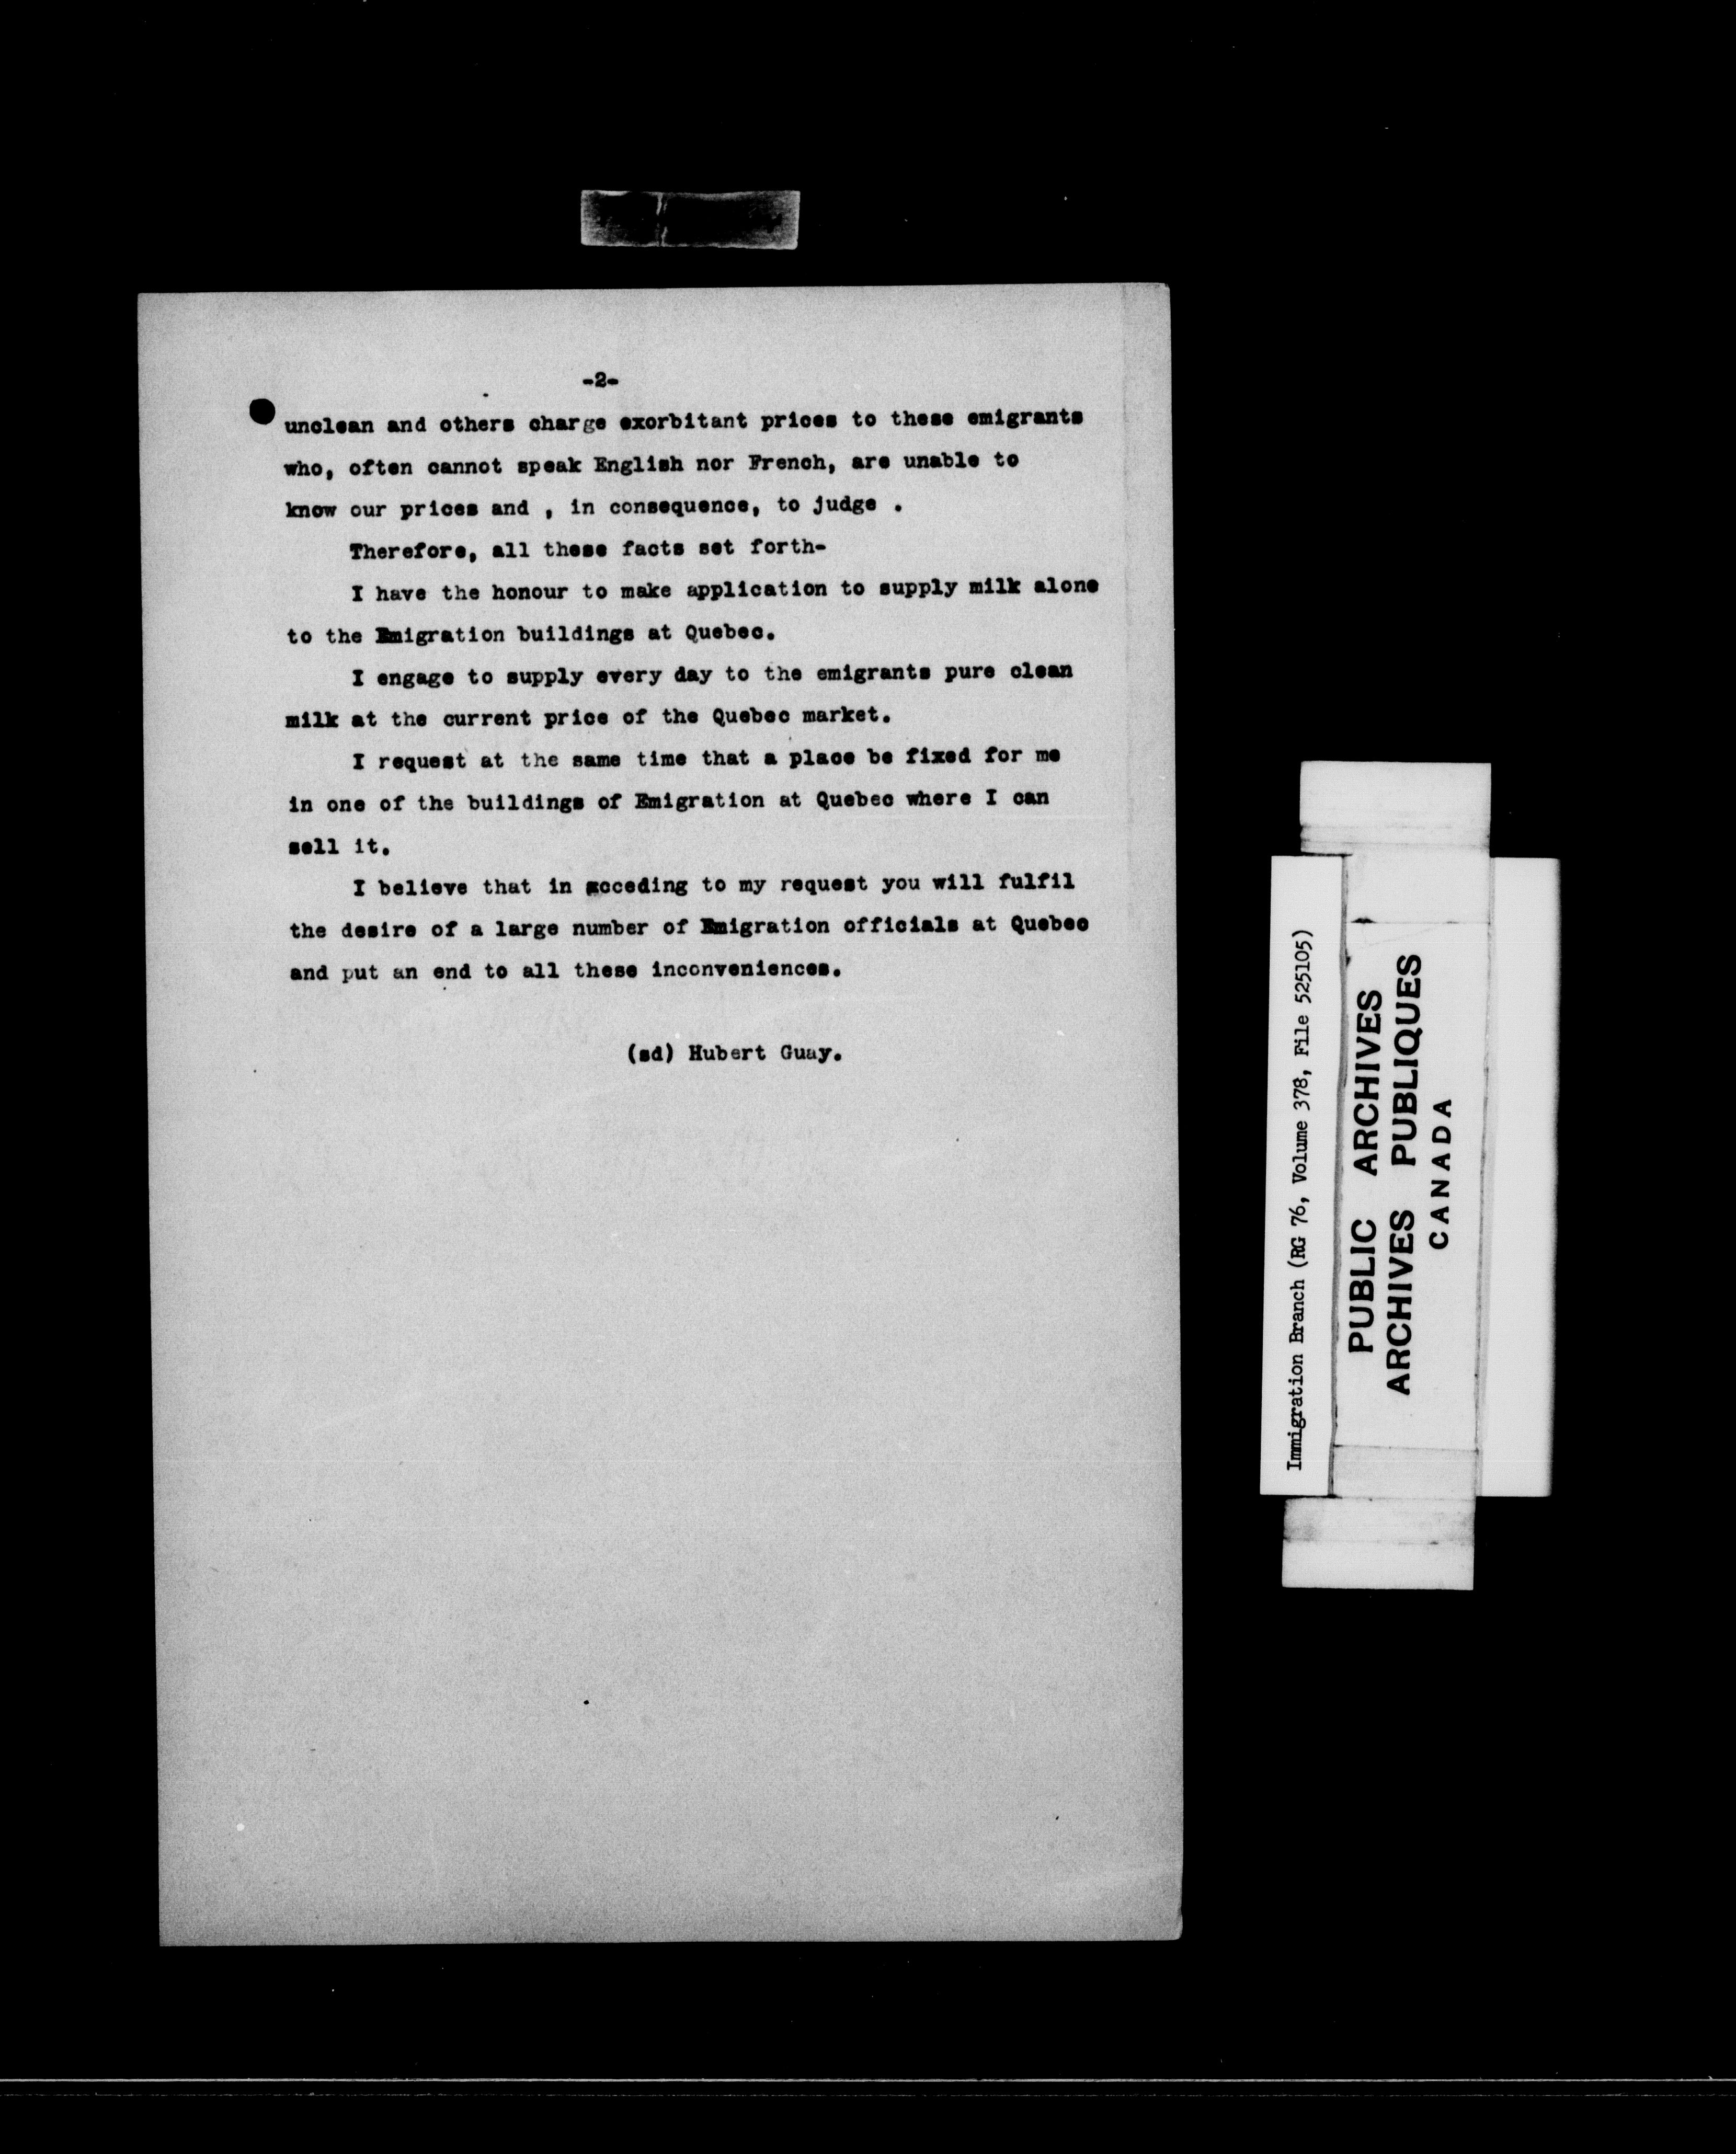 -2-
unclean and others charge exorbitant prices to these emigrants
who, often cannot speak English nor French, are unable to
know our prices and , in consequence, to judge .
Therefore, all these facts set forth-
I have the honour to make application to supply milk alone
to the Emigration buildings at Quebec.
I engage to supply every day to the emigrants pure clean
milk at the current price of the Quebec market.
I request at the same time that a place be fixed for me
in one of the buildings of Emigration at Quebec where I can
sell it.
I believe that in acceding to my request you will fulfil
the desire of a large number of Emigration officials at Quebec
and put an end to all these inconveniences.
(sd) Hubert Guay.
Immigration Branch (RG 76, Volume 378, File 525105)
PUBLIC ARCHIVES
ARCHIVES PUBLIQUES
CANADA